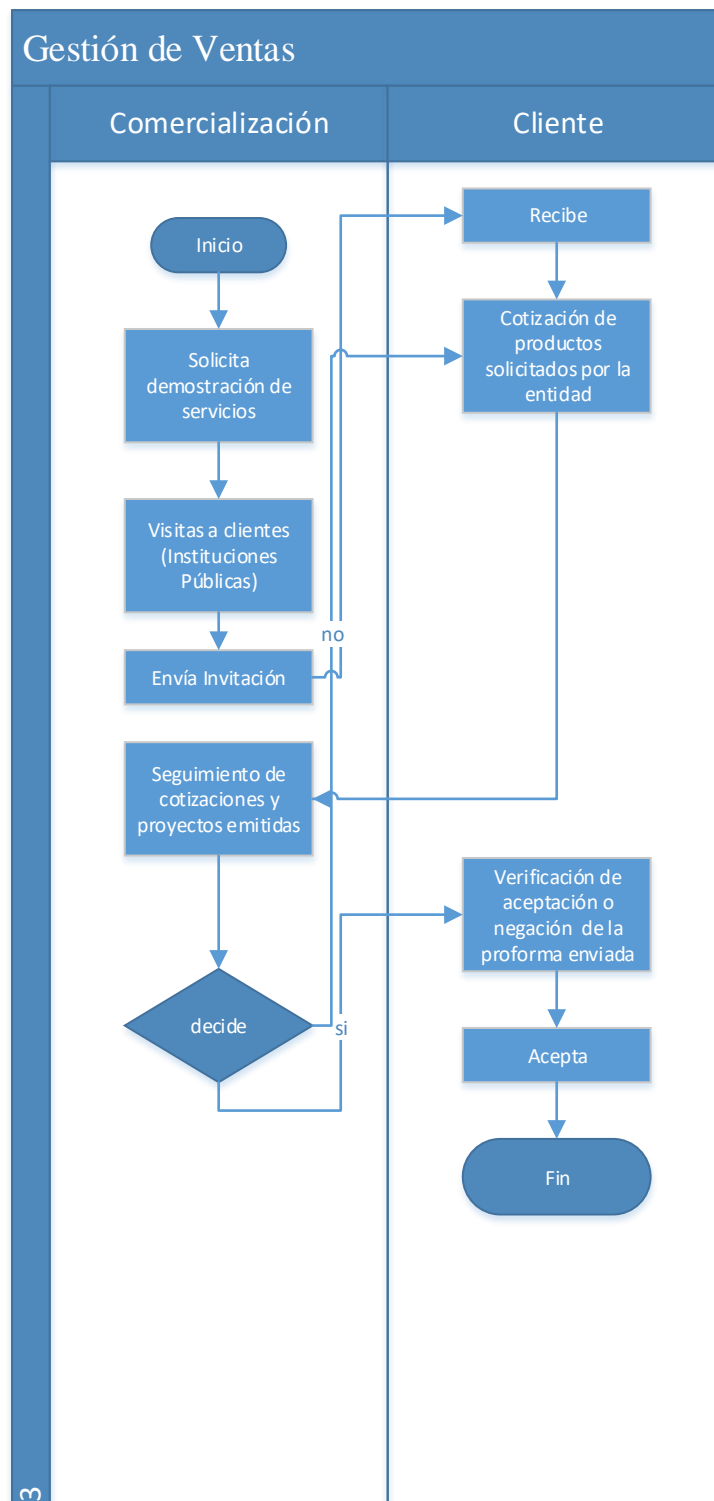 Gestión de Ventas
Comercialización
Cliente
Inicio
Solicita
demostración de
servicios
Visitas a clientes
(Instituciones
Públicas)
no
Envía Invitación
Seguimiento de
cotizaciones y
proyectos emitidas
decide
si
Recibe
Cotización de
productos
solicitados por la
entidad
Verificación de
aceptación o
negación de la
proforma enviada
Acepta
Fin
3